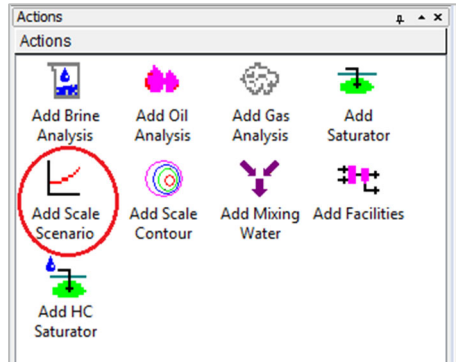 Actions
Actions
Add Brine Analysis
Add Oil Analysis
Add Gas Analysis
Add Saturator
Add Scale Scenario
Add Scale Contour
Add Mixing Water
Add Facilities
Add HC Saturator